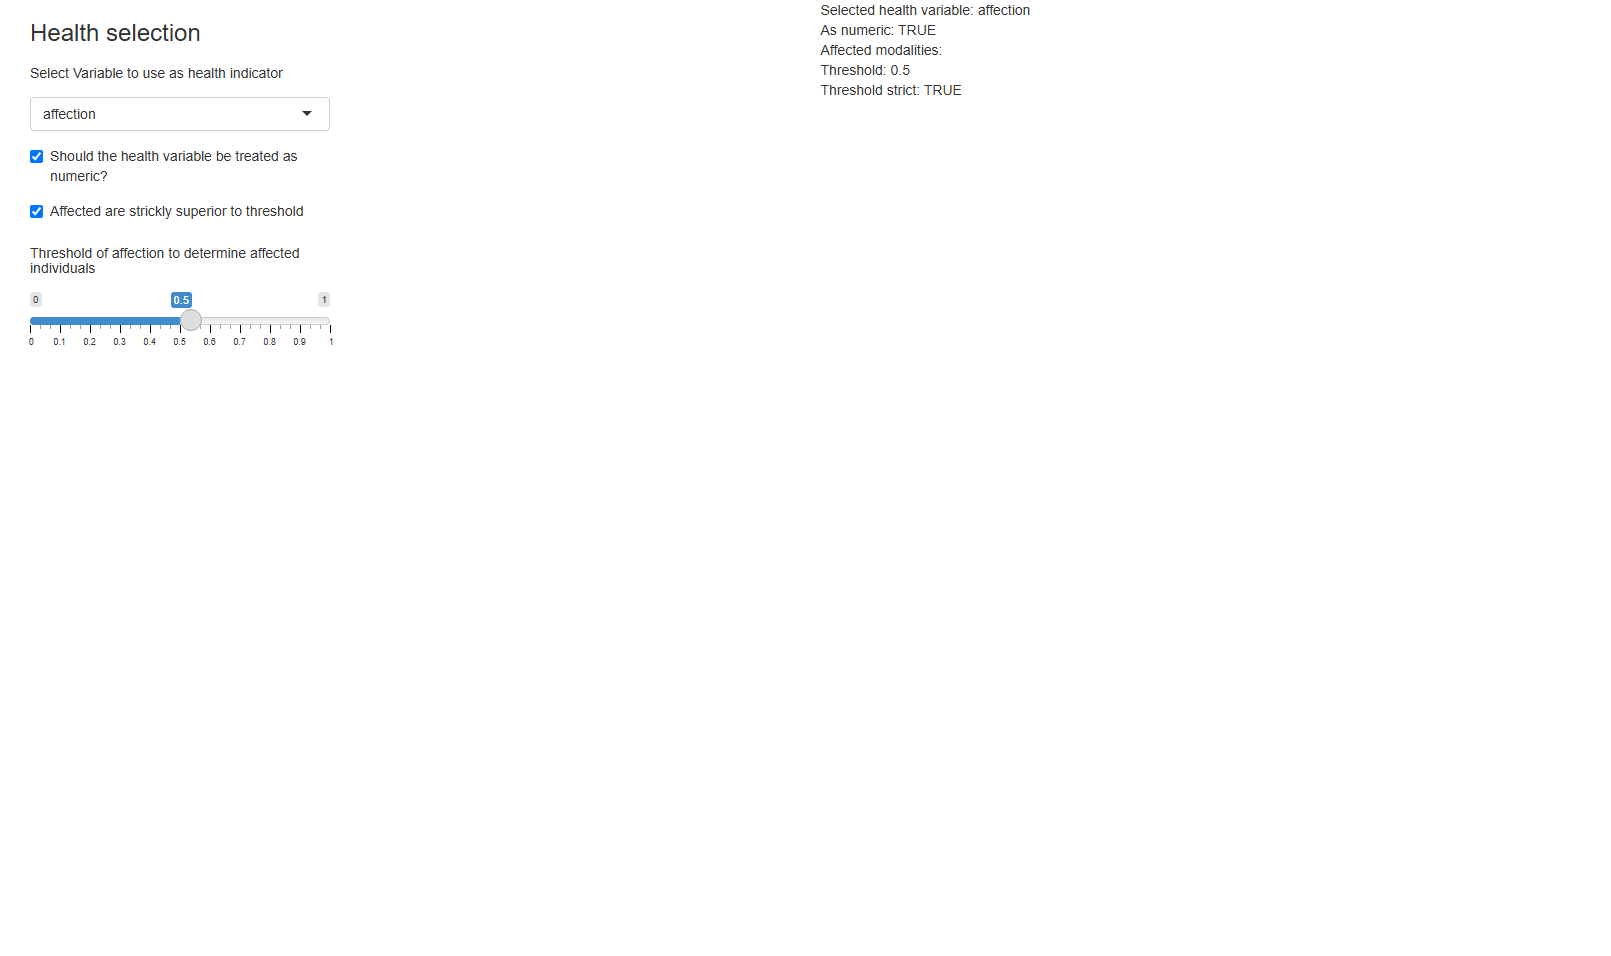 Health selection
Select Variable to use as health indicator
affection
Should the health variable be treated as
numeric?
Affected are strickly superior to threshold
Threshold of affection to determine affected
individuals
0 0.5 1
0 0.1 0.2 0.3 0.4 0.5 0.6 0.7 0.8 0.9 1
Selected health variable: affection
As numeric: TRUE
Affected modalities:
Threshold: 0.5
Threshold strict: TRUE